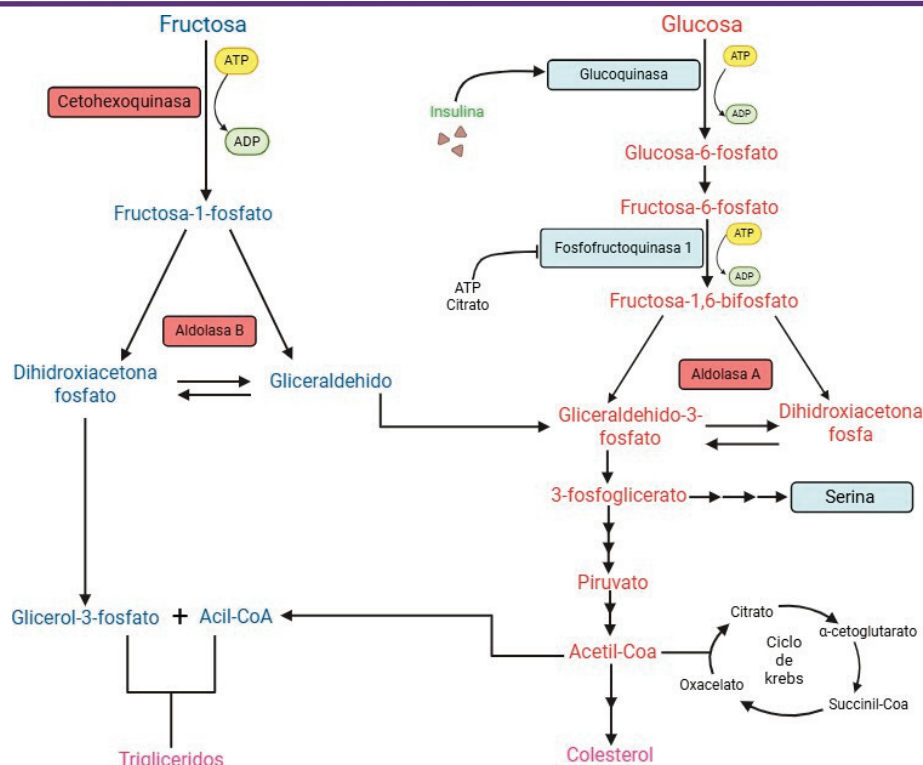 Fructosa
ATP
Cetohexoquinasa
ADP
Fructosa-1-fosfato
Aldolasa B
Dihidroxiacetona
fosfato
Gliceraldehido
Glicerol-3-fosfato + Acil-CoA
Trigliceridos
Glucosa
Glucoquinasa
ATP
Insulina
ADP
Glucosa-6-fosfato
Fructosa-6-fosfato
Fosfofructoquinasa 1
ATP
ADP
ATP
Citrato
Fructosa-1,6-bifosfato
Aldolasa A
Gliceraldehido-3-
fosfato
Dihidroxiacetona
fosfa
3-fosfoglicerato
Serina
Piruvato
Acetil-Coa
Citrato
α-cetoglutarato
Ciclo
de
krebs
Oxacelato
Succinil-Coa
Colesterol